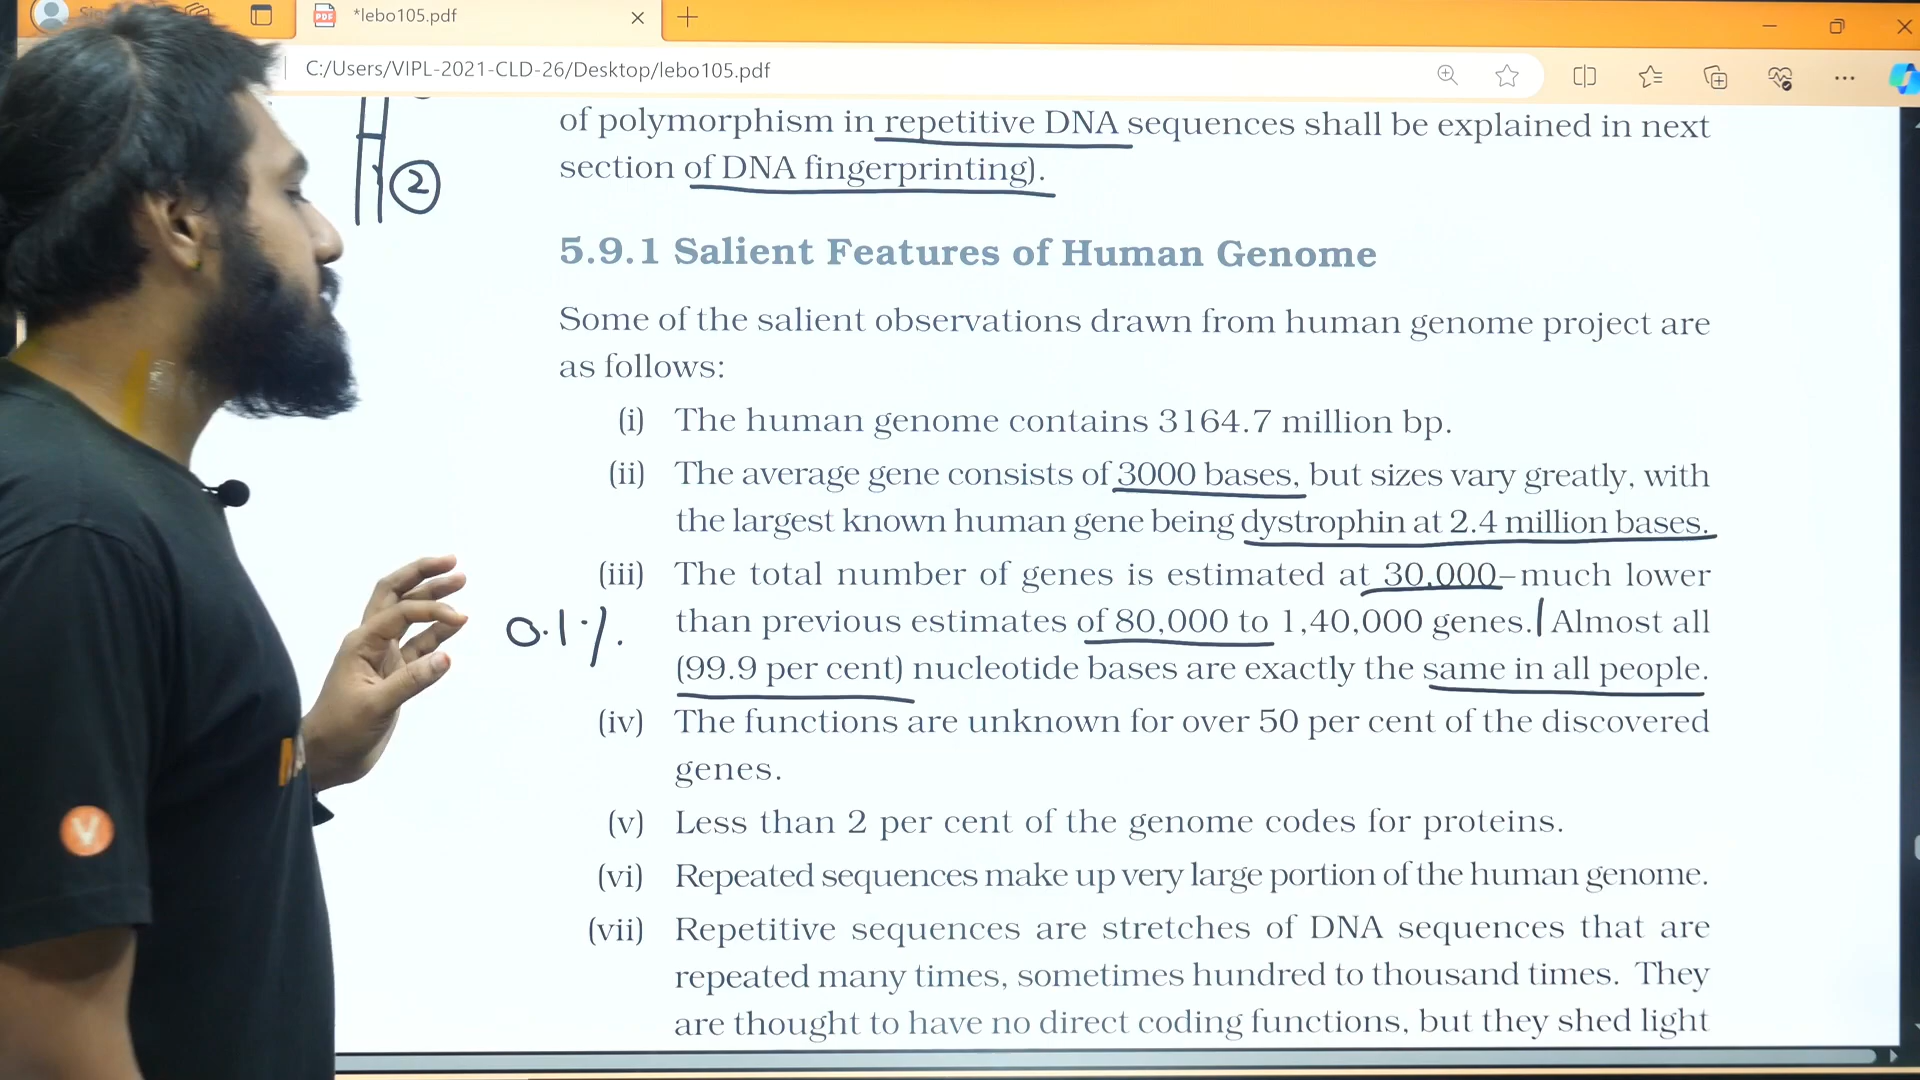 *lebo105.pdf
C:/Users/VIPL-2021-CLD-26/Desktop/lebo105.pdf
of polymorphism in repetitive DNA sequences shall be explained in next
section of DNA fingerprinting).
2
5.9.1 Salient Features of Human Genome
Some of the salient observations drawn from human genome project are
as follows:
(i) The human genome contains 3164.7 million bp.
(ii) The average gene consists of 3000 bases, but sizes vary greatly, with
the largest known human gene being dystrophin at 2.4 million bases.
(iii) The total number of genes is estimated at 30,000–much lower
than previous estimates of 80,000 to 1,40,000 genes. Almost all
0.1%.
(99.9 per cent) nucleotide bases are exactly the same in all people.
(iv) The functions are unknown for over 50 per cent of the discovered
genes.
(v) Less than 2 per cent of the genome codes for proteins.
(vi) Repeated sequences make up very large portion of the human genome.
(vii) Repetitive sequences are stretches of DNA sequences that are
repeated many times, sometimes hundred to thousand times. They
are thought to have no direct coding functions, but they shed light